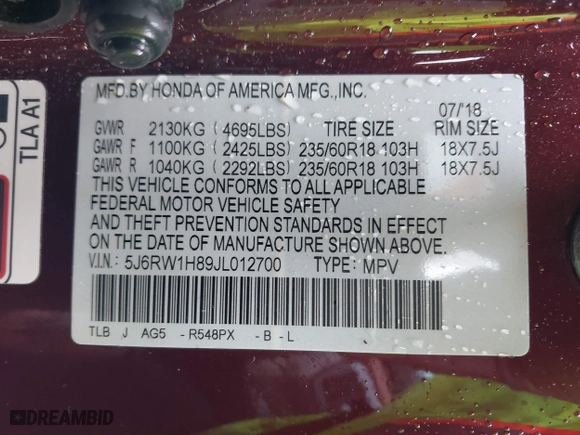 MFD.BY HONDA OF AMERICA MFG.,INC.
07/18
GVWR 2130KG (4695LBS) TIRE SIZE RIM SIZE
GAWR F 1100KG (2425LBS) 235/60R18 103H 18X7.5J
GAWR R 1040KG (2292LBS) 235/60R18 103H 18X7.5J
THIS VEHICLE CONFORMS TO ALL APPLICABLE
FEDERAL MOTOR VEHICLE SAFETY
AND THEFT PREVENTION STANDARDS IN EFFECT
ON THE DATE OF MANUFACTURE SHOWN ABOVE.
V.I.N: 5J6RW1H89JL012700 TYPE: MPV
TLB J AG5 - R548PX - B - L
TLA A1
DREAMBID